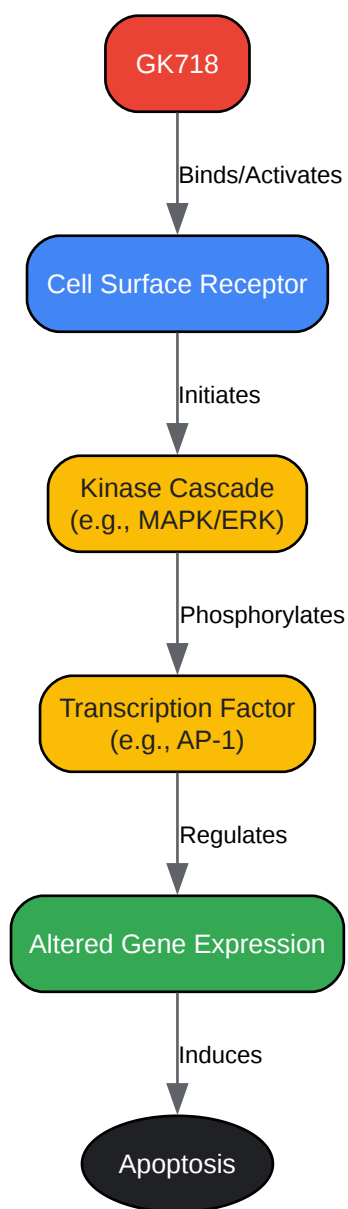 GK718
Binds/Activates
Cell Surface Receptor
Initiates
Kinase Cascade
(e.g., MAPK/ERK)
Phosphorylates
Transcription Factor
(e.g., AP-1)
Regulates
Altered Gene Expression
Induces
Apoptosis